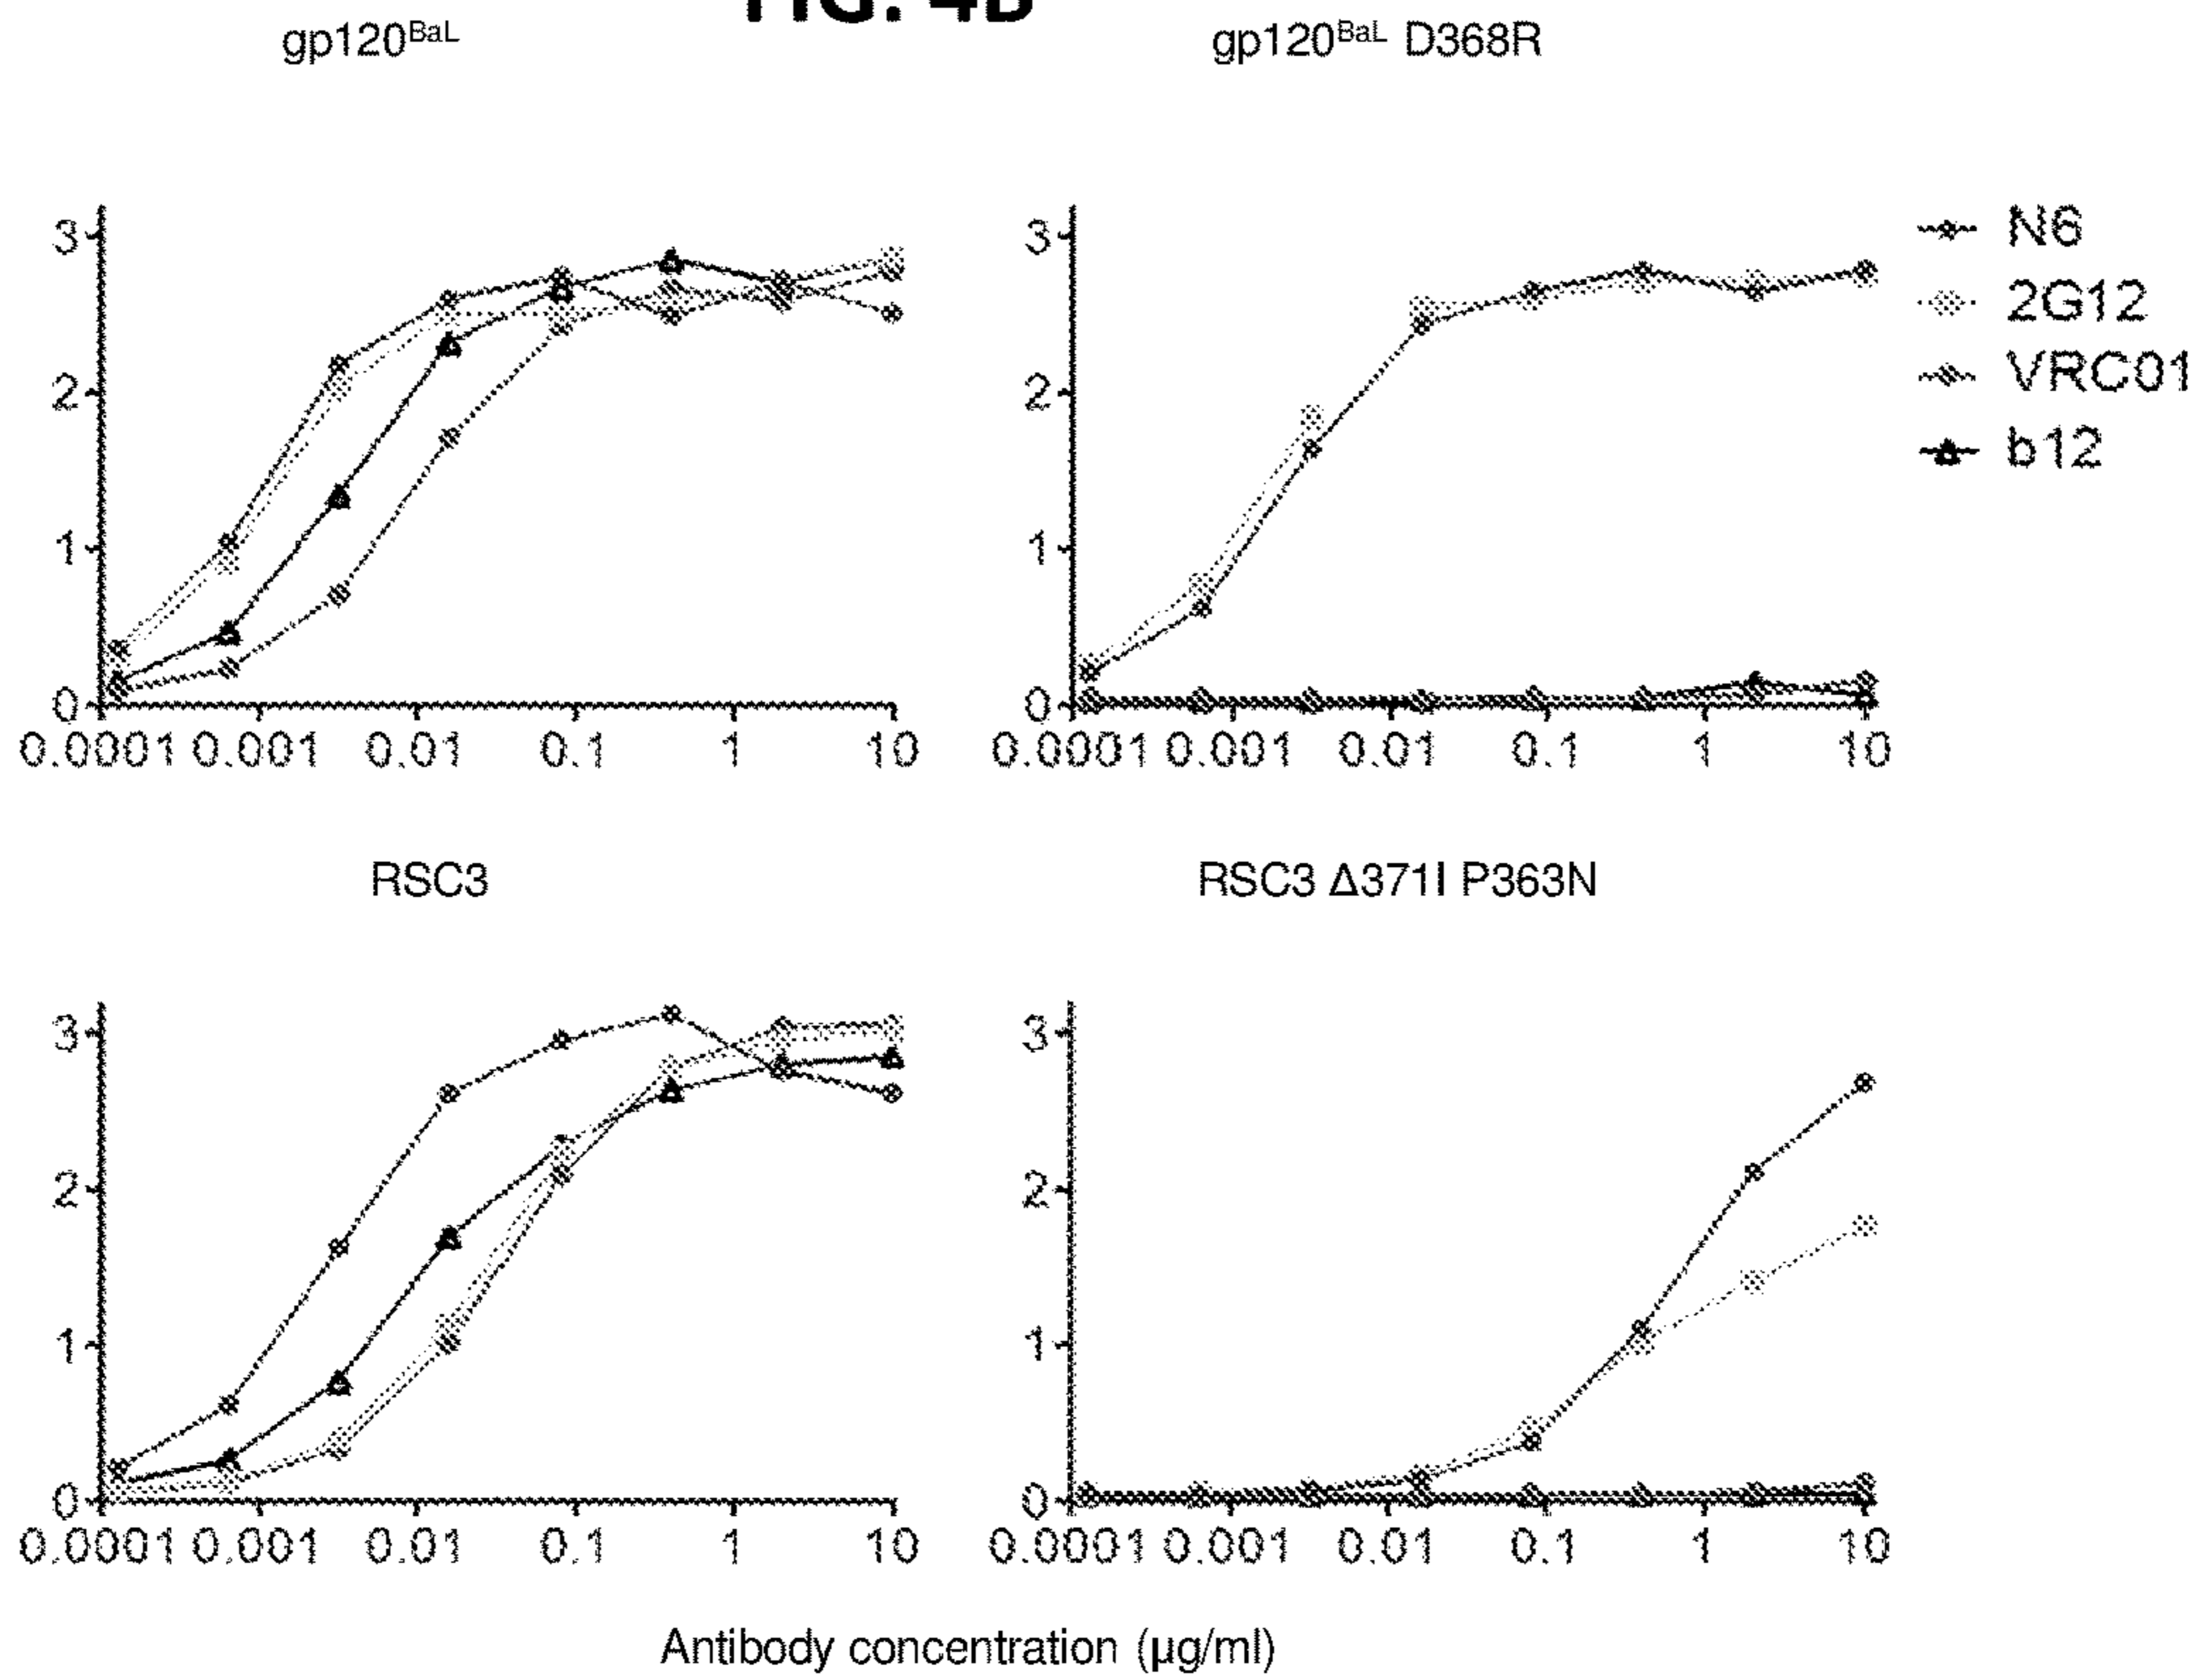 FIG. 4B
gp120BaL
gp120BaL D368R
3
2
1
0
0.0001 0.001 0.01 0.1 1 10
3
2
1
0
0.0001 0.001 0.01 0.1 1 10
N6
2G12
VRC01
b12
RSC3
RSC3 Δ371I P363N
3
2
1
0
0.0001 0.001 0.01 0.1 1 10
3
2
1
0
0.0001 0.001 0.01 0.1 1 10
Antibody concentration (µg/ml)